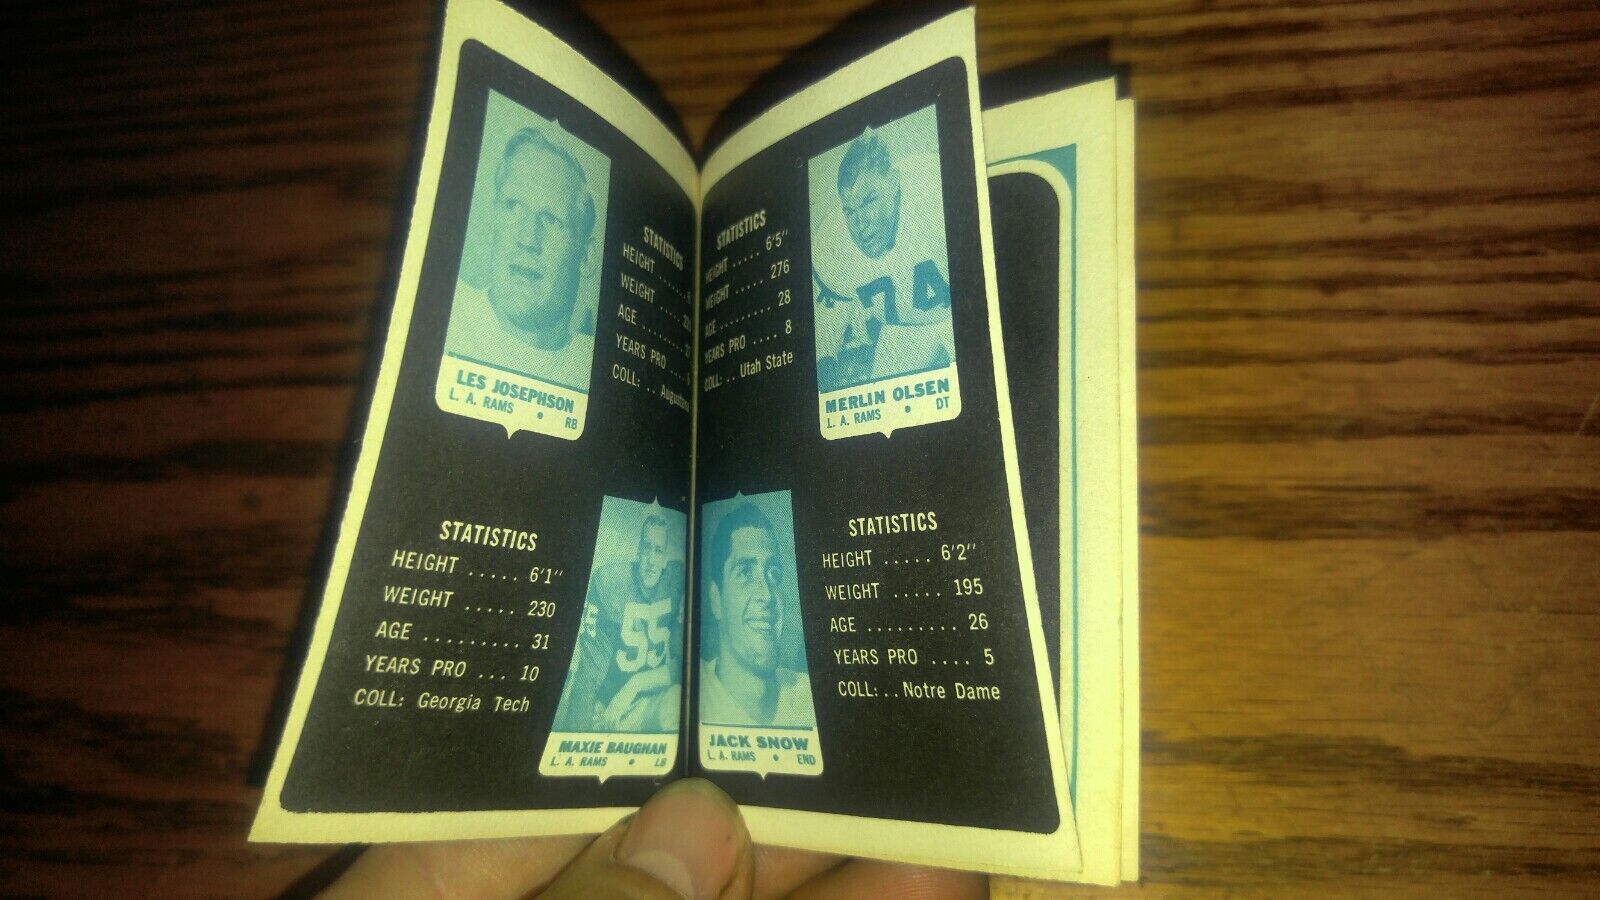 LES JOSEPHSON
L. A. RAMS • RB
STATISTICS
HEIGHT
WEIGHT
AGE
YEARS PRO
COLL: .. Augustana
STATISTICS
HEIGHT ..... 6'1"
WEIGHT ..... 230
AGE ......... 31
YEARS PRO ... 10
COLL: Georgia Tech
55
MAXIE BAUGHAN
L. A. RAMS • LB
STATISTICS
HEIGHT ..... 6'5"
WEIGHT ..... 276
AGE ......... 28
YEARS PRO .... 8
COLL: .. Utah State
74
MERLIN OLSEN
L. A. RAMS • DT
JACK SNOW
L. A. RAMS • END
STATISTICS
HEIGHT ..... 6'2"
WEIGHT ..... 195
AGE ......... 26
YEARS PRO .... 5
COLL: .. Notre Dame